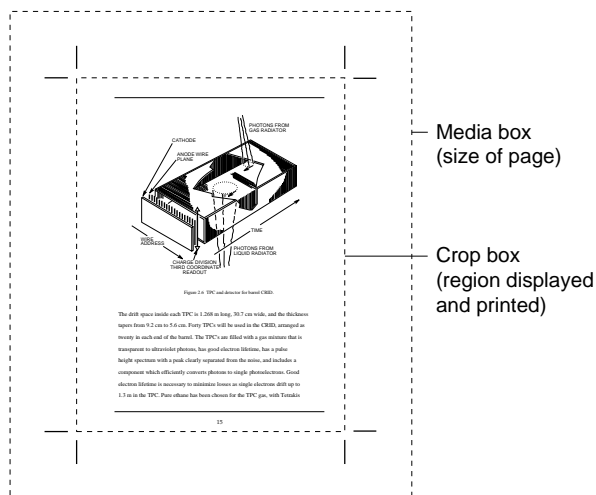 PHOTONS FROM
GAS RADIATOR
CATHODE
ANODE WIRE
PLANE
TIME
WIRE
ADDRESS
PHOTONS FROM
LIQUID RADIATOR
CHARGE DIVISION
THIRD COORDINATE
READOUT
Figure 2.6 TPC and detector for barrel CRID.
The drift space inside each TPC is 1.268 m long, 30.7 cm wide, and the thickness
tapers from 9.2 cm to 5.6 cm. Forty TPCs will be used in the CRID, arranged as
twenty in each end of the barrel. The TPC's are filled with a gas mixture that is
transparent to ultraviolet photons, has good electron lifetime, has a pulse
height spectrum with a peak clearly separated from the noise, and includes a
component which efficiently converts photons to single photoelectrons. Good
electron lifetime is necessary to minimize losses as single electrons drift up to
1.3 m in the TPC. Pure ethane has been chosen for the TPC gas, with Tetrakis
15
Media box
(size of page)
Crop box
(region displayed
and printed)